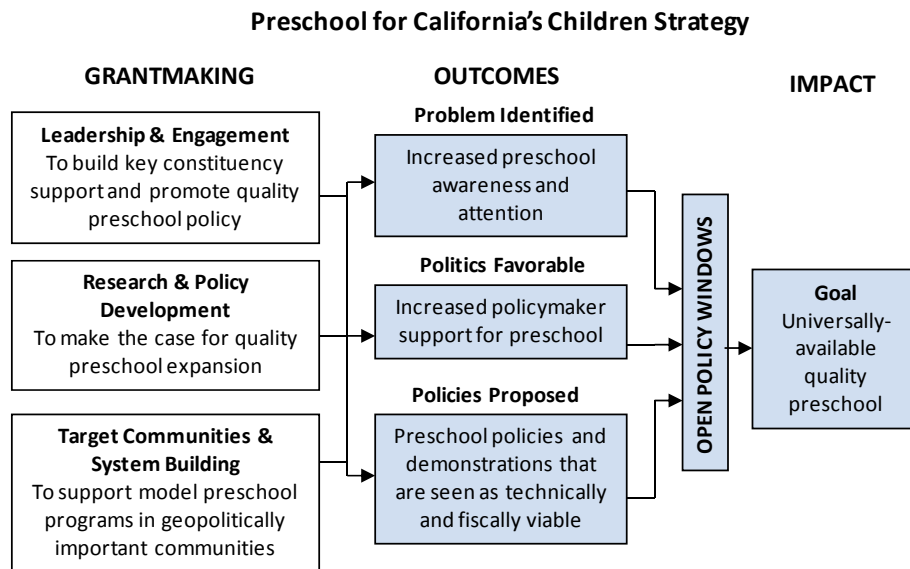 Preschool for California's Children Strategy
GRANTMAKING
Leadership & Engagement
To build key constituency
support and promote quality
preschool policy
Research & Policy
Development
To make the case for quality
preschool expansion
Target Communities &
System Building
To support model preschool
programs in geopolitically
important communities
OUTCOMES
Problem Identified
Increased preschool
awareness and
attention
Politics Favorable
Increased policymaker
support for preschool
Policies Proposed
Preschool policies and
demonstrations that
are seen as technically
and fiscally viable
OPEN POLICY WINDOWS
IMPACT
Goal
Universally-
available
quality
preschool